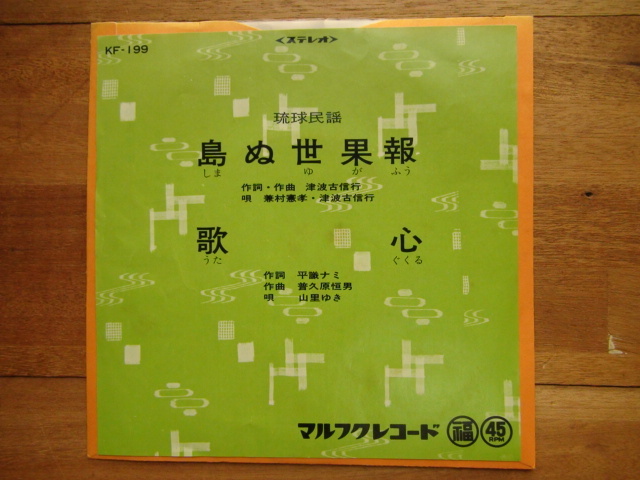 <ステレオ>
KF-199
琉球民謡
島ぬ世果報
しま ゆ が ふう
作詞・作曲 津波古信行
唄 兼村憲孝・津波古信行
歌 心
うた ぐくる
作詞 平識ナミ
作曲 普久原恒男
唄 山里ゆき
マルフクレコード 福 45 RPM